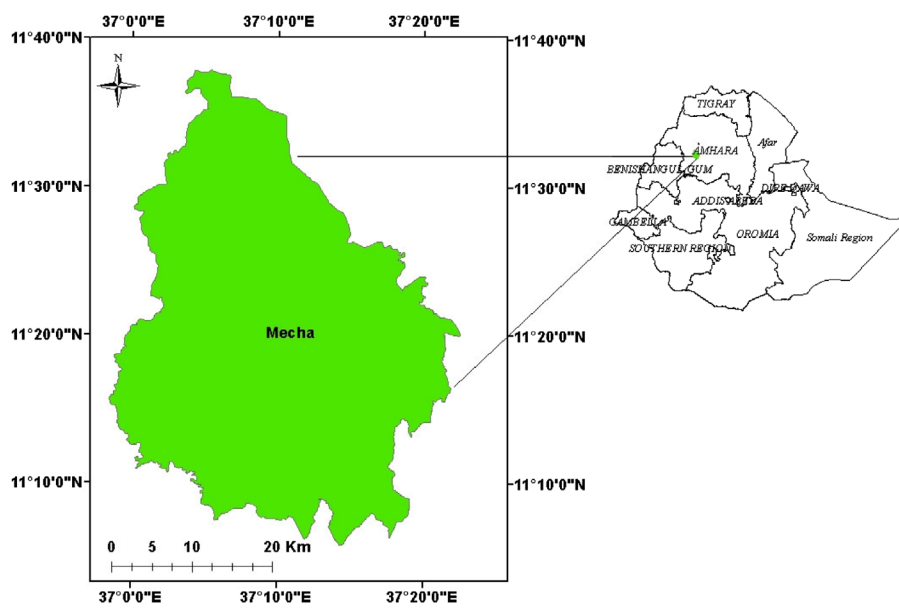 37°0'0"E 37°10'0"E 37°20'0"E
11°40'0"N
11°40'0"N
N
TIGRAY
Afar
AMHARA
BENISHANGUL GUM
11°30'0"N
11°30'0"N
DIRE DAWA
ADDIS ABEBA
GAMBELLA
OROMIA
Somali Region
SOUTHERN REGION
11°20'0"N
Mecha
11°20'0"N
11°10'0"N
11°10'0"N
0 5 10 20 Km
37°0'0"E 37°10'0"E 37°20'0"E